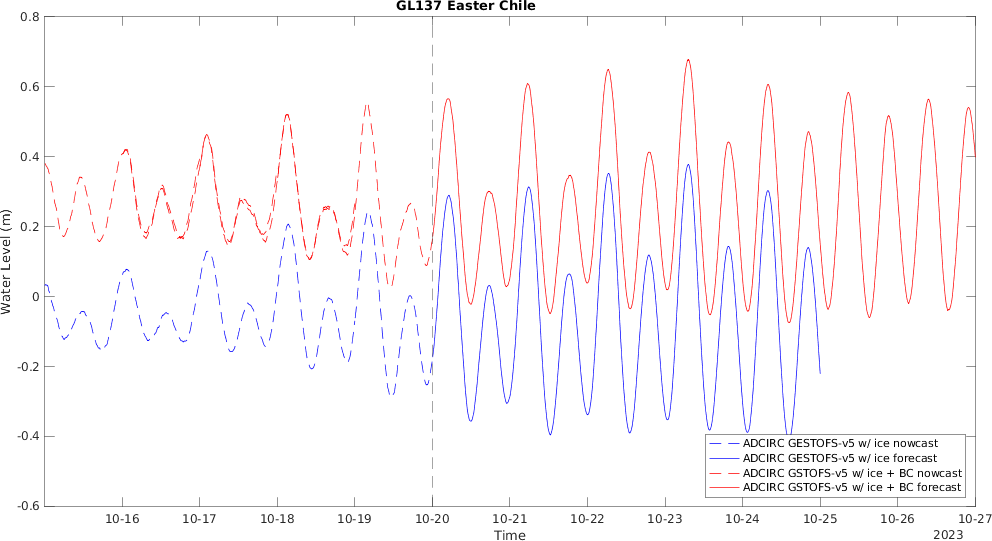 GL137 Easter Chile
0.8
0.6
0.4
0.2
0
-0.2
-0.4
-0.6
Water Level (m)
10-16 10-17 10-18 10-19 10-20 10-21 10-22 10-23 10-24 10-25 10-26 10-27
Time
2023
ADCIRC GESTOFS-v5 w/ ice nowcast
ADCIRC GESTOFS-v5 w/ ice forecast
ADCIRC GSTOFS-v5 w/ ice + BC nowcast
ADCIRC GSTOFS-v5 w/ ice + BC forecast